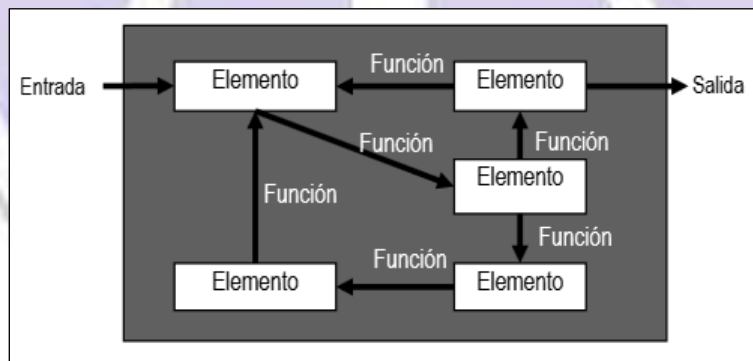 Función
Elemento
Elemento
Entrada
Salida
Función
Función
Elemento
Función
Función
Función
Elemento
Elemento